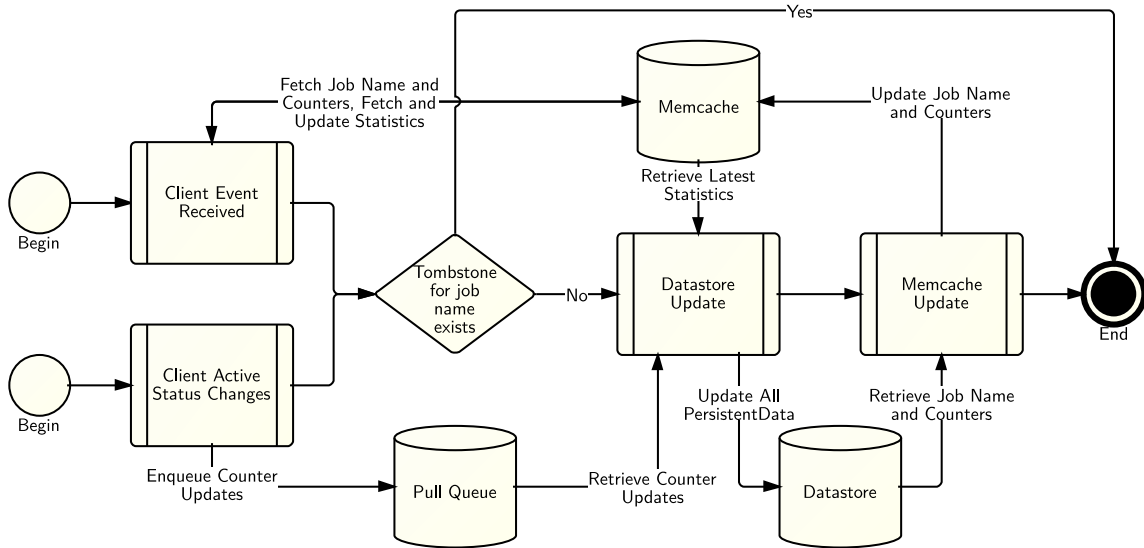 Yes
Fetch Job Name and
Counters, Fetch and
Update Statistics
Memcache
Update Job Name
and Counters
Client Event
Received
Retrieve Latest
Statistics
Begin
Tombstone
for job
name
exists
No
Datastore
Update
Memcache
Update
End
Client Active
Status Changes
Begin
Update All
PersistentData
Retrieve Job Name
and Counters
Enqueue Counter
Updates
Pull Queue
Retrieve Counter
Updates
Datastore